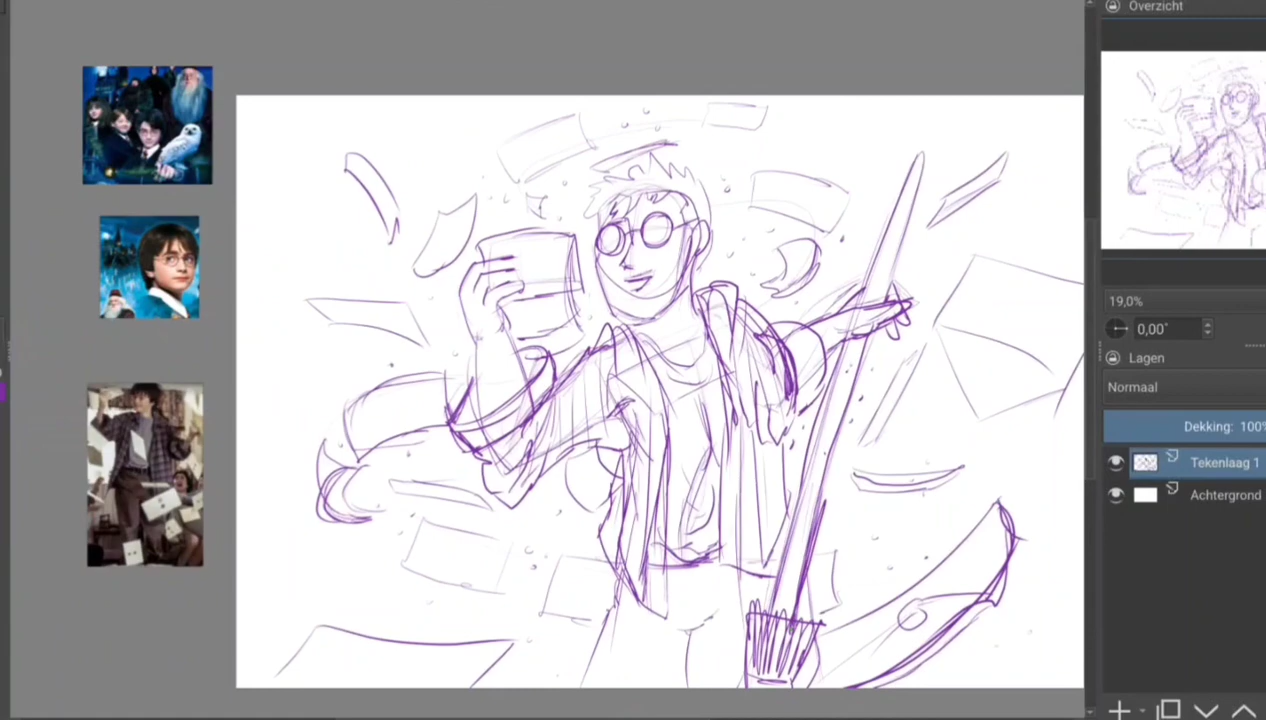 Overzicht
19,0%
0,00°
Lagen
Normaal
Dekking: 100%
Tekenlaag 1
Achtergrond